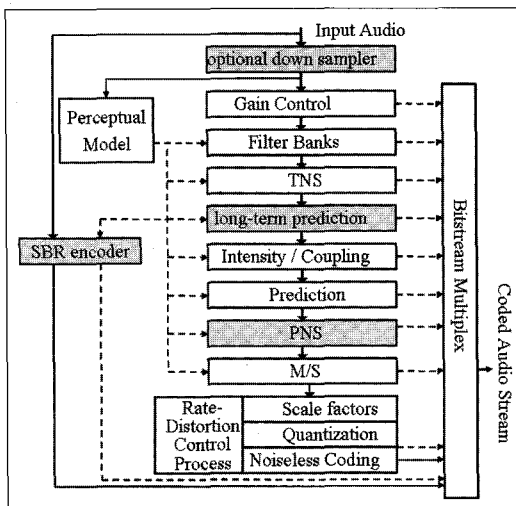 Input Audio
optional down sampler
Gain Control
Perceptual
Model
Filter Banks
TNS
long-term prediction
SBR encoder
Intensity / Coupling
Prediction
PNS
M/S
Rate-
Distortion
Control
Process
Scale factors
Quantization
Noiseless Coding
Bitstream Multiplex
Coded Audio Stream